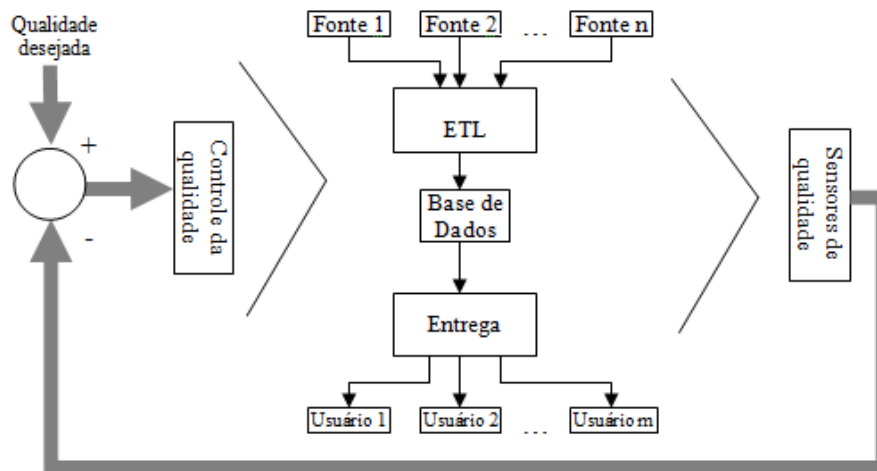 Qualidade
desejada
Fonte 1
Fonte 2
...
Fonte n
+
-
Controle da
qualidade
ETL
Base de
Dados
Entrega
Usuário 1
Usuário 2
...
Usuário m
Sensores de
qualidade